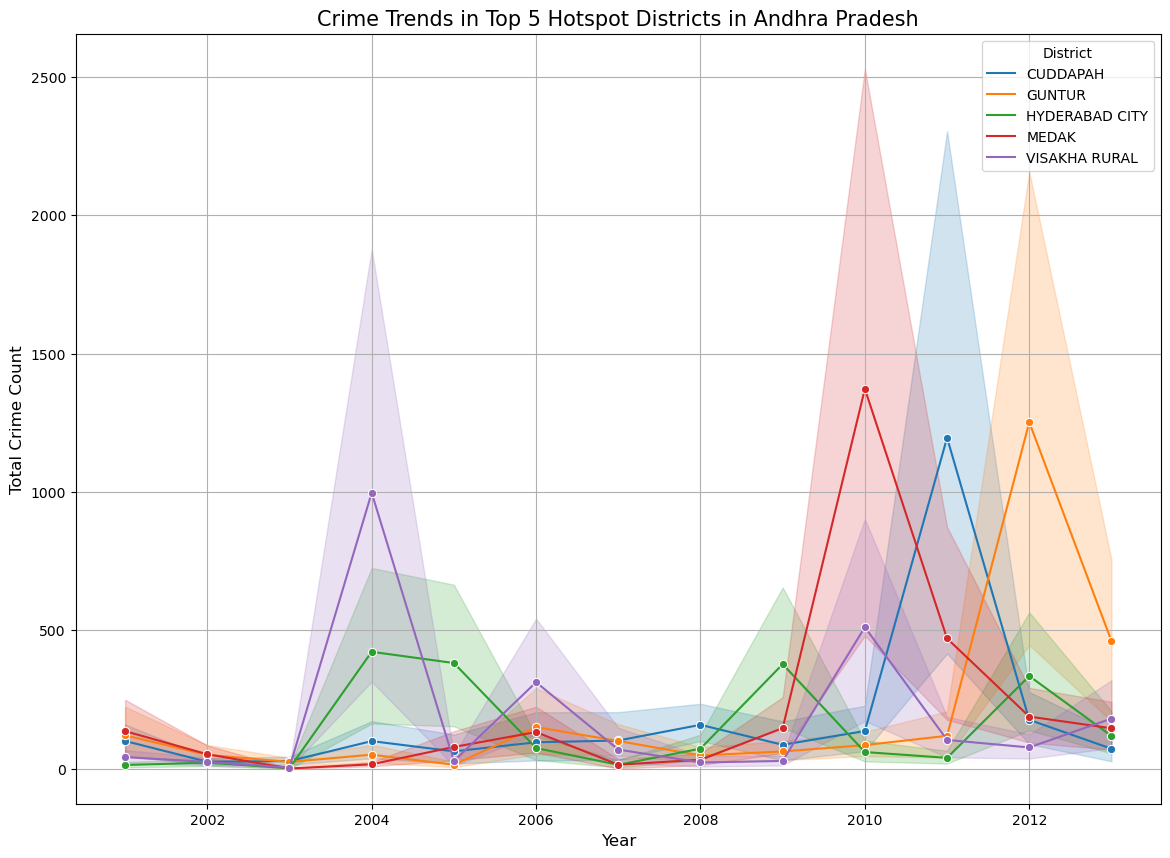 Crime Trends in Top 5 Hotspot Districts in Andhra Pradesh
District
CUDDAPAH
GUNTUR
HYDERABAD CITY
MEDAK
VISAKHA RURAL
Total Crime Count
2500
2000
1500
1000
500
0
2002 2004 2006 2008 2010 2012
Year